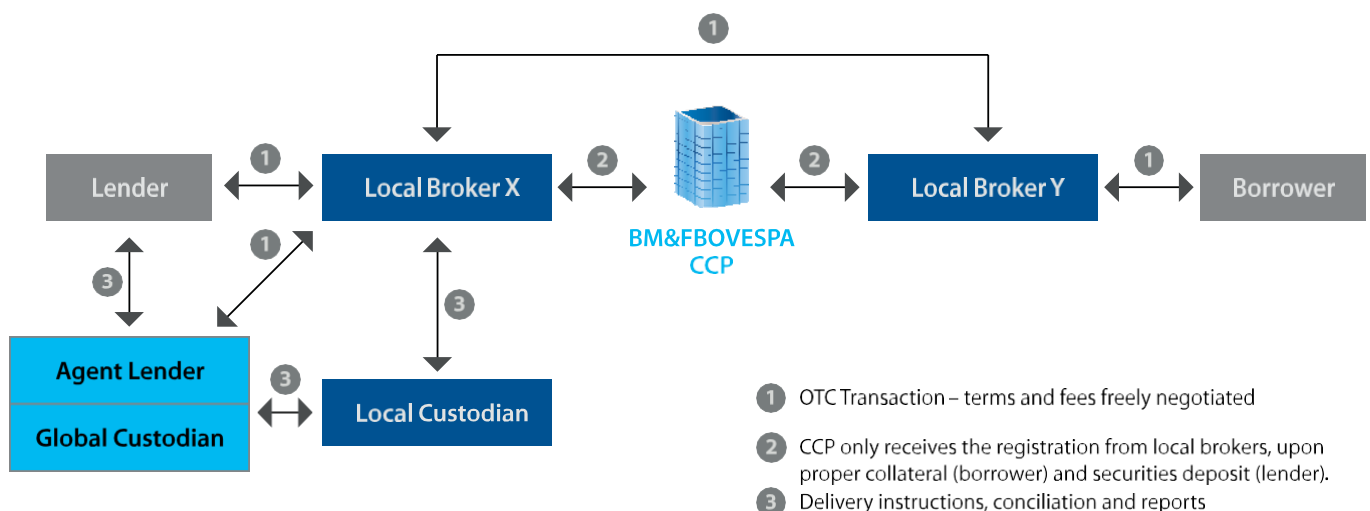 1
Lender
1
Local Broker X
2
BM&FBOVESPA
CCP
2
Local Broker Y
1
Borrower
1
3
3
Agent Lender
Global Custodian
3
Local Custodian
1 OTC Transaction – terms and fees freely negotiated
2 CCP only receives the registration from local brokers, upon
proper collateral (borrower) and securities deposit (lender).
3 Delivery instructions, conciliation and reports